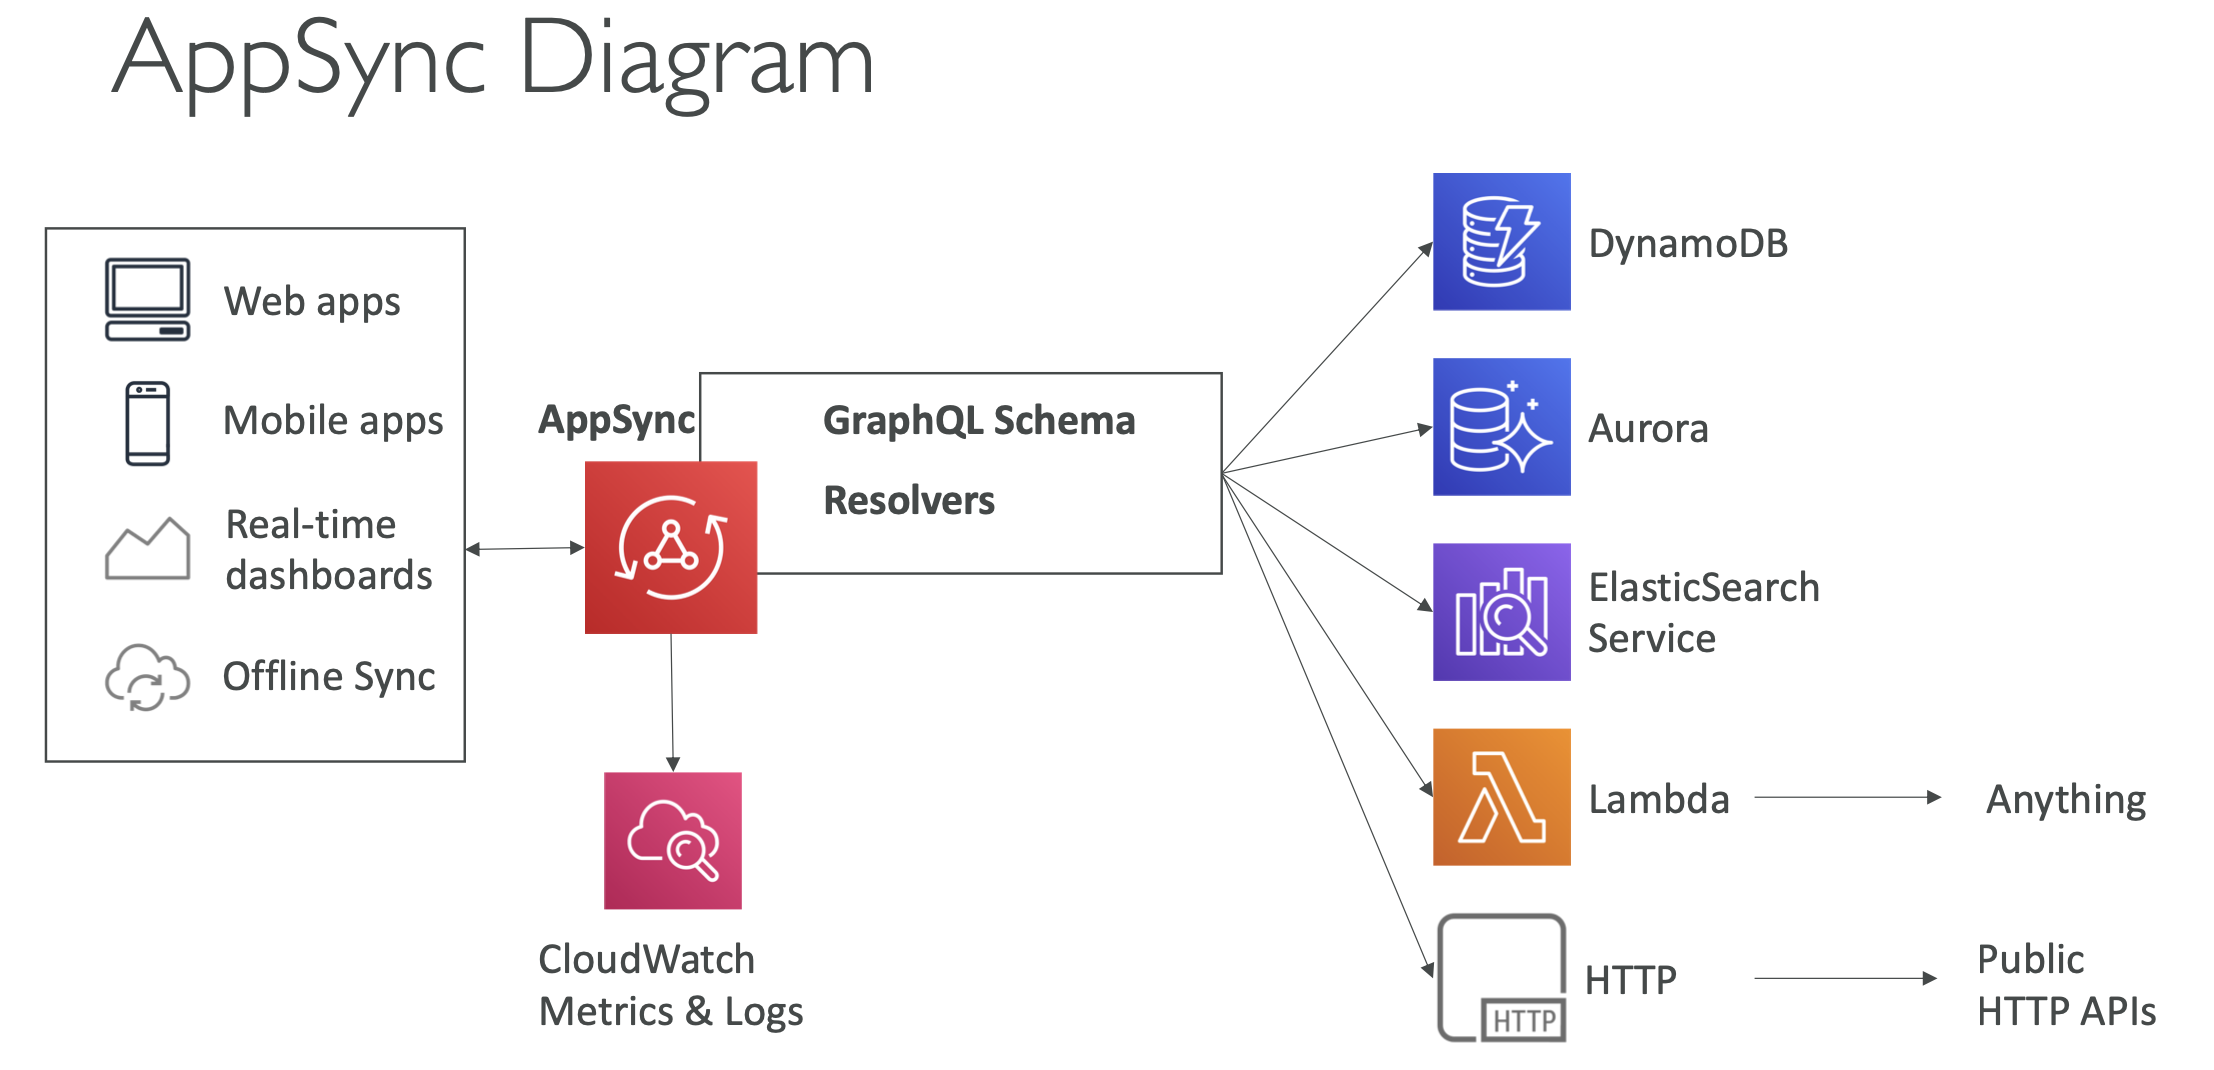 AppSync Diagram
Web apps
Mobile apps
Real-time
dashboards
Offline Sync
AppSync
GraphQL Schema
Resolvers
CloudWatch
Metrics & Logs
DynamoDB
Aurora
ElasticSearch
Service
Lambda
Anything
HTTP
HTTP
Public
HTTP APIs